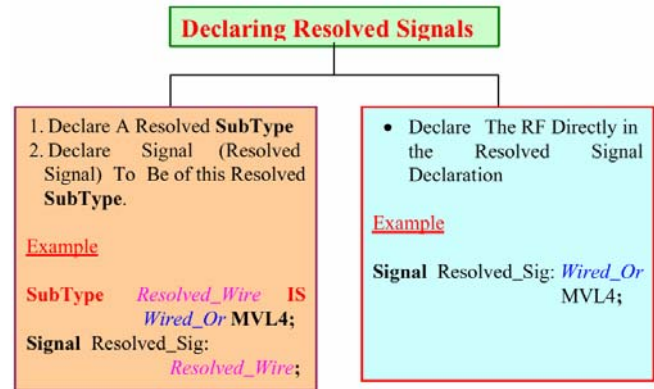 Declaring Resolved Signals
1. Declare A Resolved SubType
2. Declare Signal (Resolved
Signal) To Be of this Resolved
SubType.
Example
SubType Resolved_Wire IS
Wired_Or MVL4;
Signal Resolved_Sig:
Resolved_Wire;
• Declare The RF Directly in
the Resolved Signal
Declaration
Example
Signal Resolved_Sig: Wired_Or
MVL4;